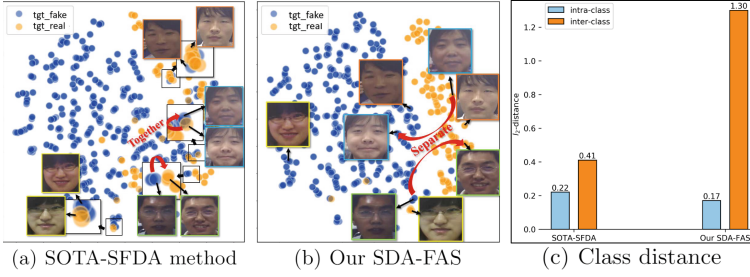 tgt_fake
tgt_real
Together
(a) SOTA-SFDA method
tgt_fake
tgt_real
Separate
(b) Our SDA-FAS
intra-class
inter-class
l2-distance
1.2
1.0
0.8
0.6
0.4
0.2
0.0
0.22
0.41
0.17
1.30
SOTA-SFDA
Our SDA-FAS
(c) Class distance